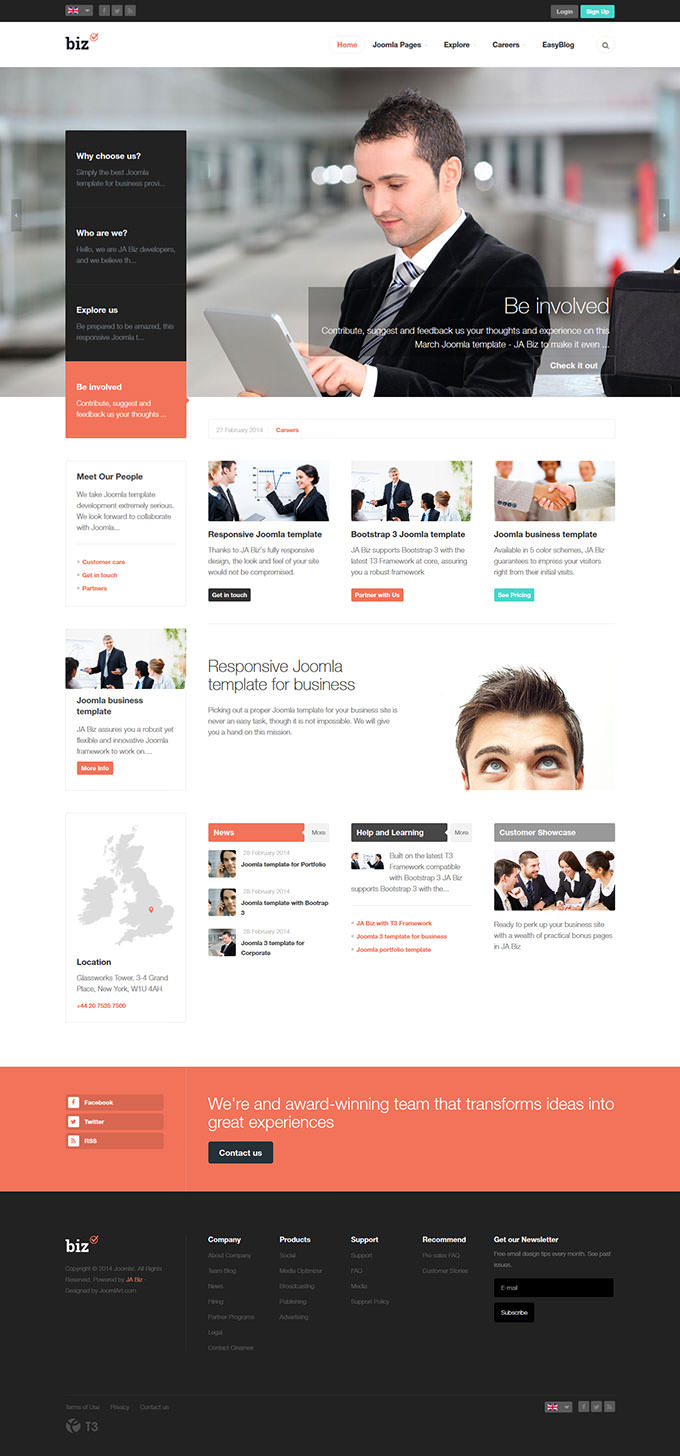 Login
Sign Up
biz
Home
Joomla Pages
Explore
Careers
EasyBlog
Why choose us?
Simply the best Joomla
template for business provi...
Who are we?
Hello, we are JA Biz developers,
and we believe th...
Explore us
Be prepared to be amazed, this
responsive Joomla t...
Be involved
Contribute, suggest and
feedback us your thoughts ...
Be involved
Contribute, suggest and feedback us your thoughts and experience on this
March Joomla template - JA Biz to make it even ...
Check it out
27 February 2014
Careers
Meet Our People
We take Joomla template
development extremely serious.
We look forward to collaborate
with Joomla...
Customer care
Get in touch
Partners
Responsive Joomla template
Thanks to JA Biz's fully responsive
design, the look and feel of your site
would not be compromised.
Get in touch
Bootstrap 3 Joomla template
JA Biz supports Bootstrap 3 with the
latest T3 Framework at core, assuring
you a robust framework
Partner with Us
Joomla business template
Available in 5 color schemes, JA Biz
guarantees to impress your visitors
right from their initial visits.
See Pricing
Joomla business
template
JA Biz assures you a robust yet
flexible and innovative Joomla
framework to work on....
More Info
Responsive Joomla
template for business
Picking out a proper Joomla template for your business site is
never an easy task, though it is not impossible. We will give
you a hand on this mission.
Location
Glassworks Tower, 3-4 Grand
Place, New York, W1U 4AH
+44 20 7535 7500
News
More
28 February 2014
Joomla template for Portfolio
28 February 2014
Joomla template with Bootrap
3
28 February 2014
Joomla 3 template for
Corporate
Help and Learning
More
Built on the latest T3
Framework compatible
with Bootstrap 3 JA Biz
supports Bootstrap 3 with the...
JA Biz with T3 Framework
Joomla 3 template for business
Joomla portfolio template
Customer Showcase
Ready to perk up your business site
with a wealth of practical bonus pages
in JA Biz
Facebook
Twitter
RSS
We're and award-winning team that transforms ideas into
great experiences
Contact us
biz
Copyright © 2014 Joomla!. All Rights
Reserved. Powered by JA Biz -
Designed by JoomlArt.com
Company
About Company
Team Blog
News
Hiring
Partner Programs
Legal
Contact Cinemax
Products
Social
Media Optimizer
Broadcasting
Publishing
Advertising
Support
Support
FAQ
Media
Support Policy
Recommend
Pre-sales FAQ
Customer Stories
Get our Newsletter
Free email design tips every month. See past
issues.
E-mail
Subscribe
Terms of Use
Privacy
Contact us
T3